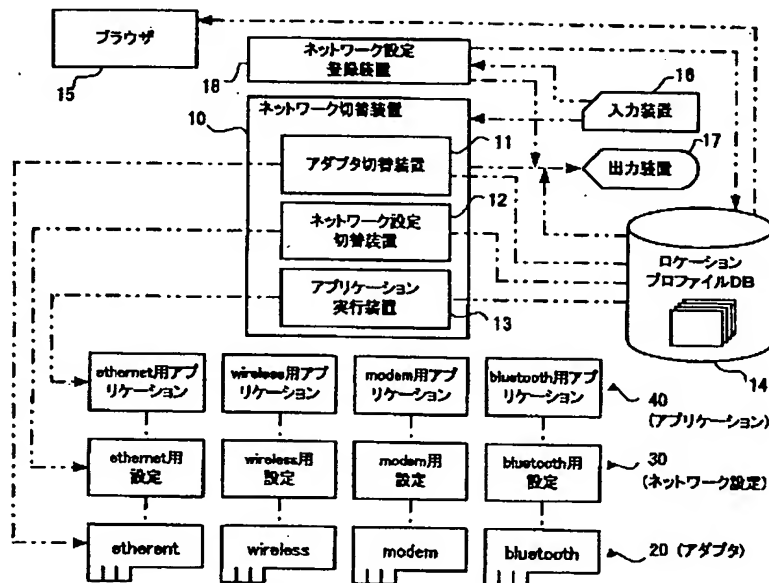 ブラウザ
15
ネットワーク設定
登録装置
18
16
入力装置
10
ネットワーク切替装置
11
アダプタ切替装置
17
出力装置
12
ネットワーク設定
切替装置
アプリケーション
実行装置
13
ロケーション
プロファイルDB
14
ethernet用アプ
リケーション
wireless用アプ
リケーション
modem用アプ
リケーション
bluetooth用アプ
リケーション
40
(アプリケーション)
ethernet用
設定
wireless用
設定
modem用
設定
bluetooth用
設定
30
(ネットワーク設定)
etherent
wireless
modem
bluetooth
20 (アダプタ)